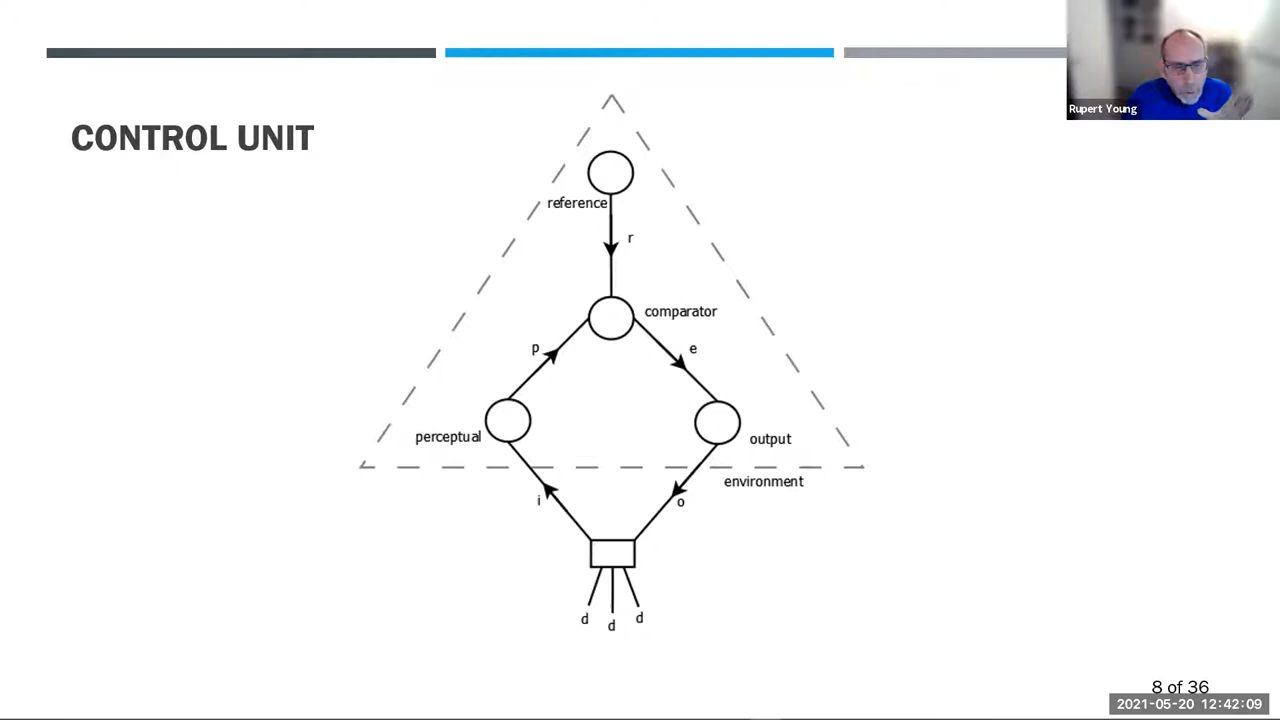 Rupert Young
CONTROL UNIT
reference
r
comparator
p
e
perceptual
output
environment
i
o
d
d
d
8 of 36
2021-05-20 12:42:09